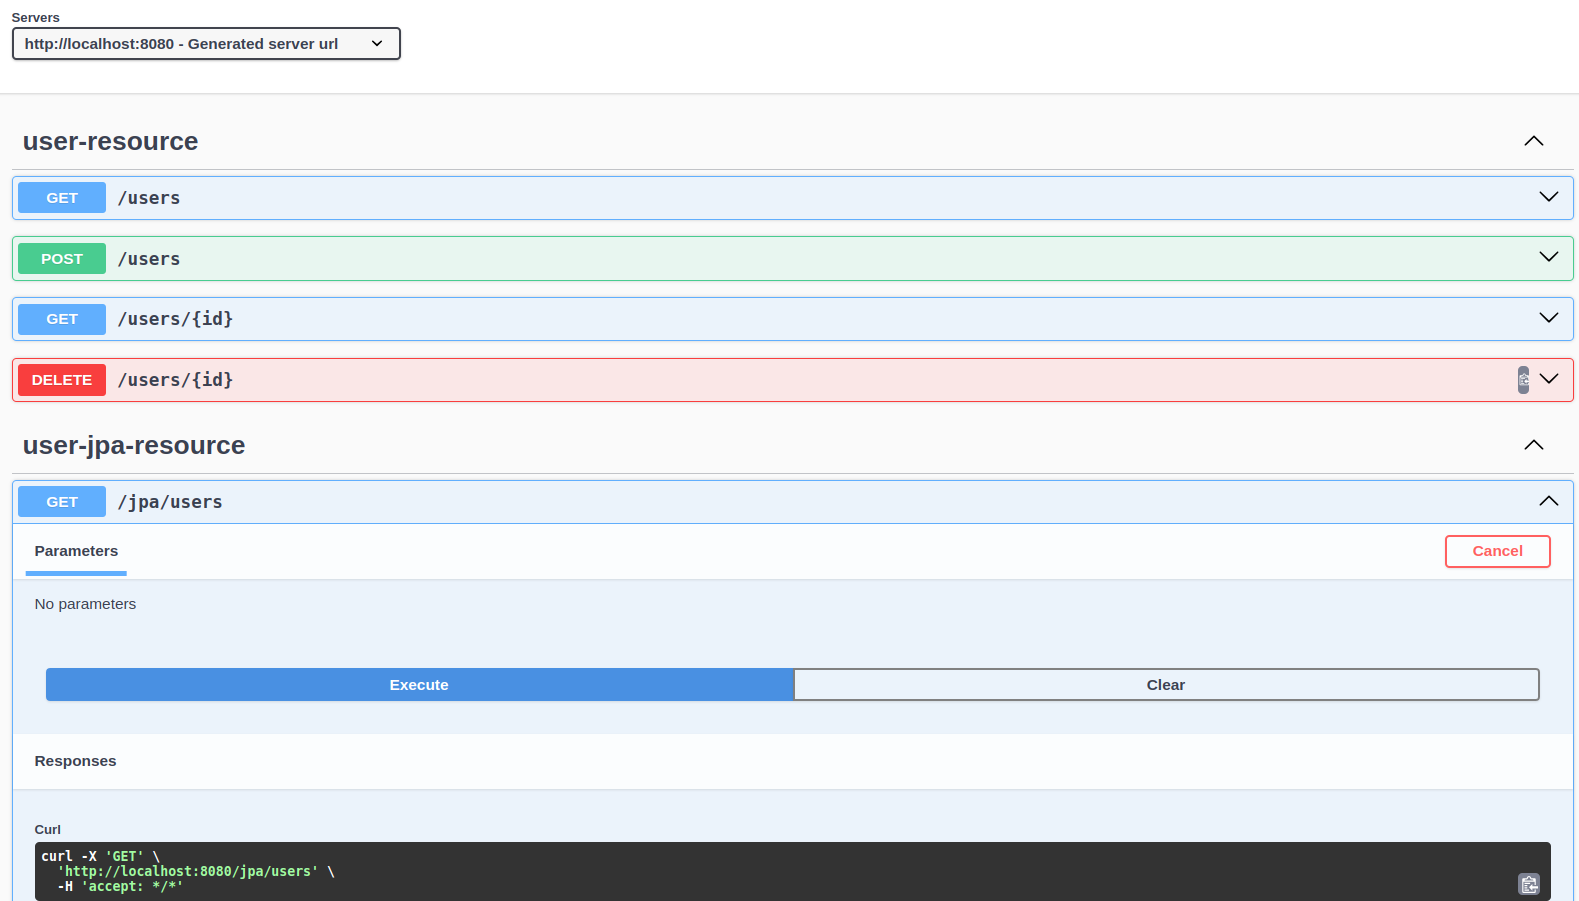 Servers
http://localhost:8080 - Generated server url
user-resource
GET /users
POST /users
GET /users/{id}
DELETE /users/{id}
user-jpa-resource
GET /jpa/users
Parameters
Cancel
No parameters
Execute
Clear
Responses
Curl
curl -X 'GET' \
  'http://localhost:8080/jpa/users' \
  -H 'accept: */*'